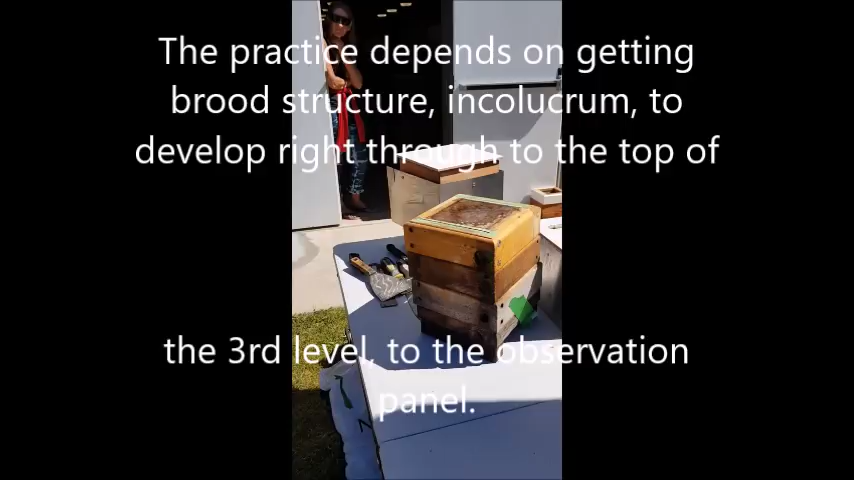 The practice depends on getting
brood structure, incolucrum, to
develop right through to the top of
the 3rd level, to the observation
panel.